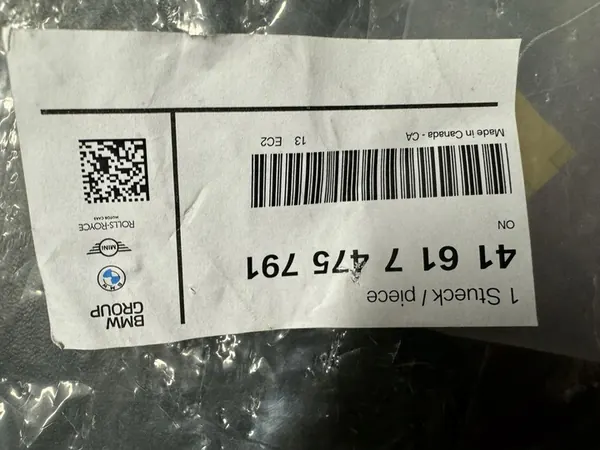 1 Stueck / piece
41 61 7 475 791
ON
Made in Canada - CA 13 EC2
BMW
GROUP
BMW
MINI
ROLLS-ROYCE
MOTOR CARS